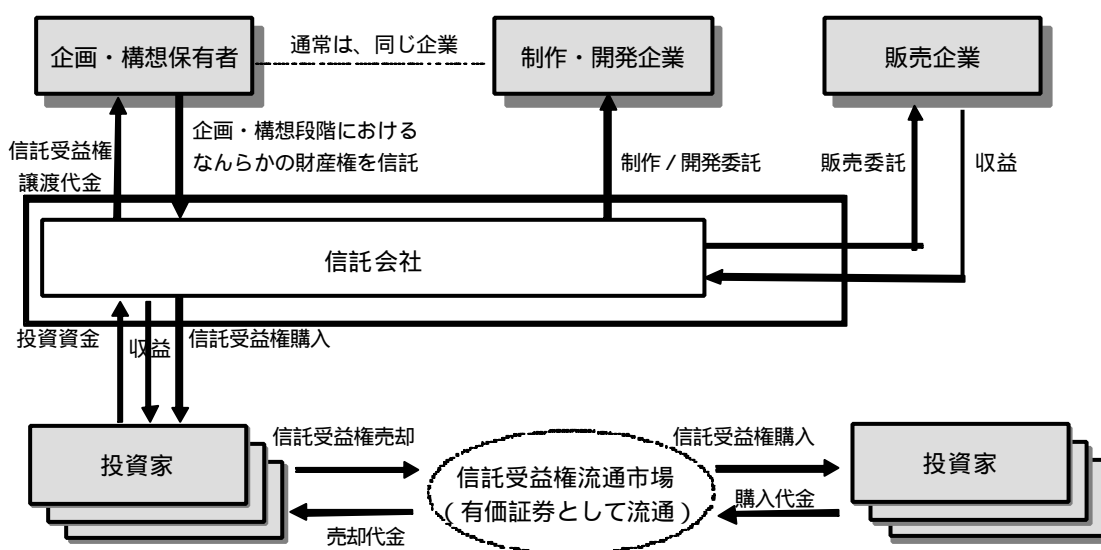 企画・構想保有者
通常は、同じ企業
制作・開発企業
販売企業
信託受益権
譲渡代金
企画・構想段階における
なんらかの財産権を信託
制作/開発委託
販売委託
収益
信託会社
投資資金
収益
信託受益権購入
投資家
信託受益権売却
売却代金
信託受益権流通市場
(有価証券として流通)
信託受益権購入
購入代金
投資家